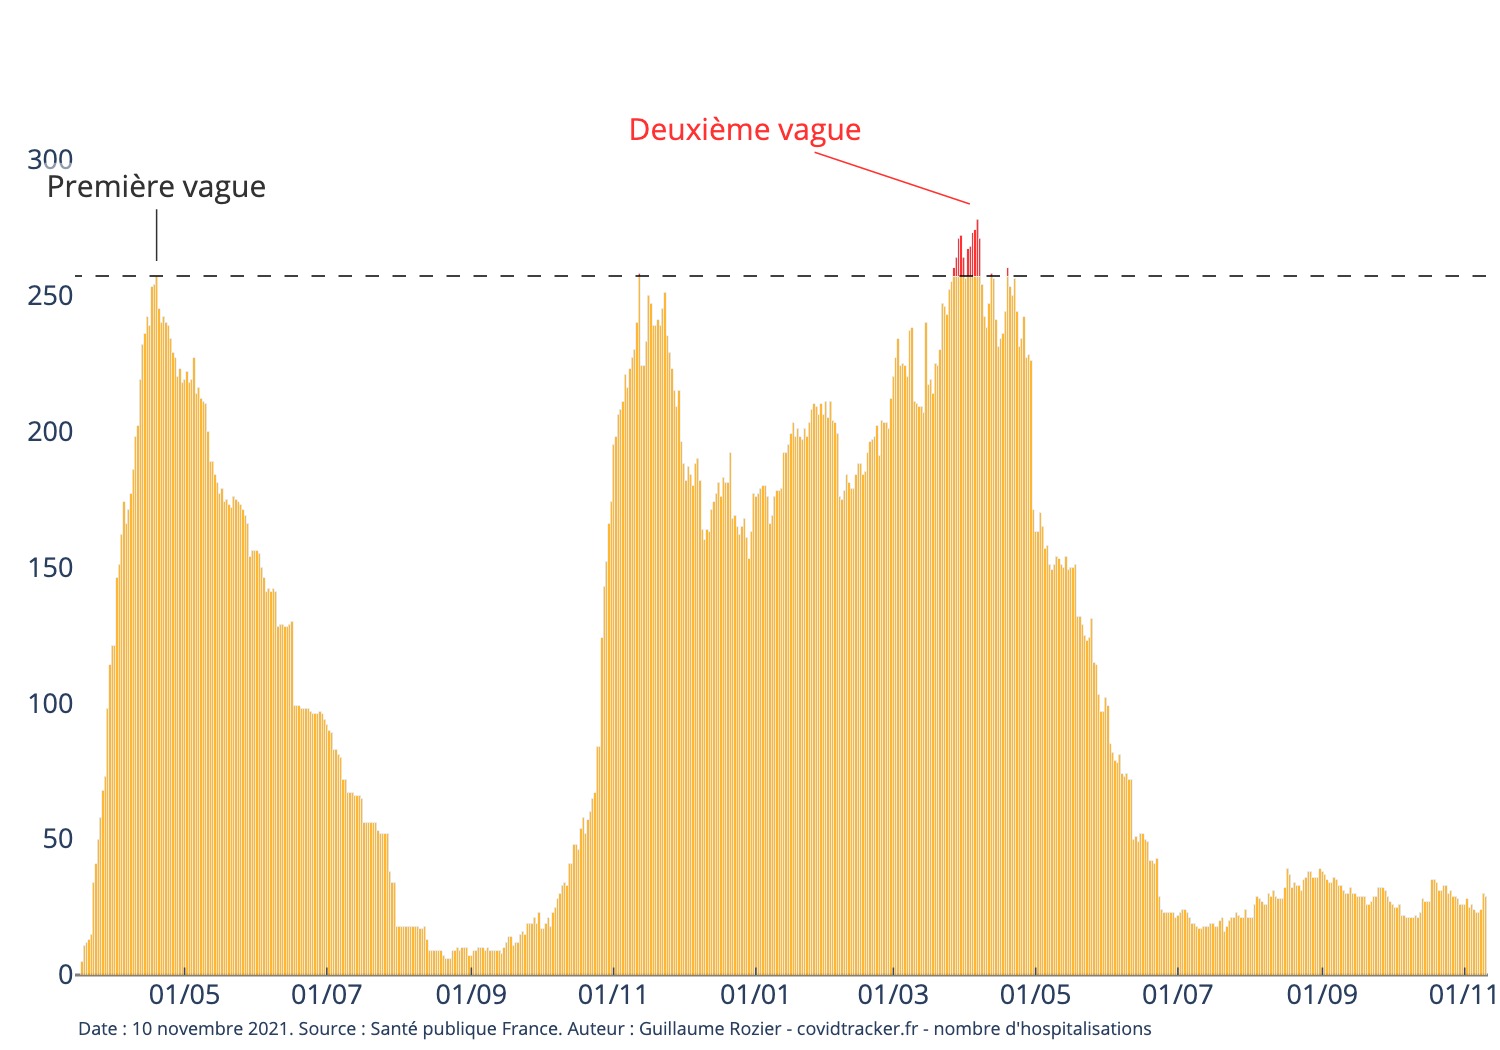 Deuxième vague
300
Première vague
250
200
150
100
50
0
01/05 01/07 01/09 01/11 01/01 01/03 01/05 01/07 01/09 01/11
Date : 10 novembre 2021. Source : Santé publique France. Auteur : Guillaume Rozier - covidtracker.fr - nombre d'hospitalisations